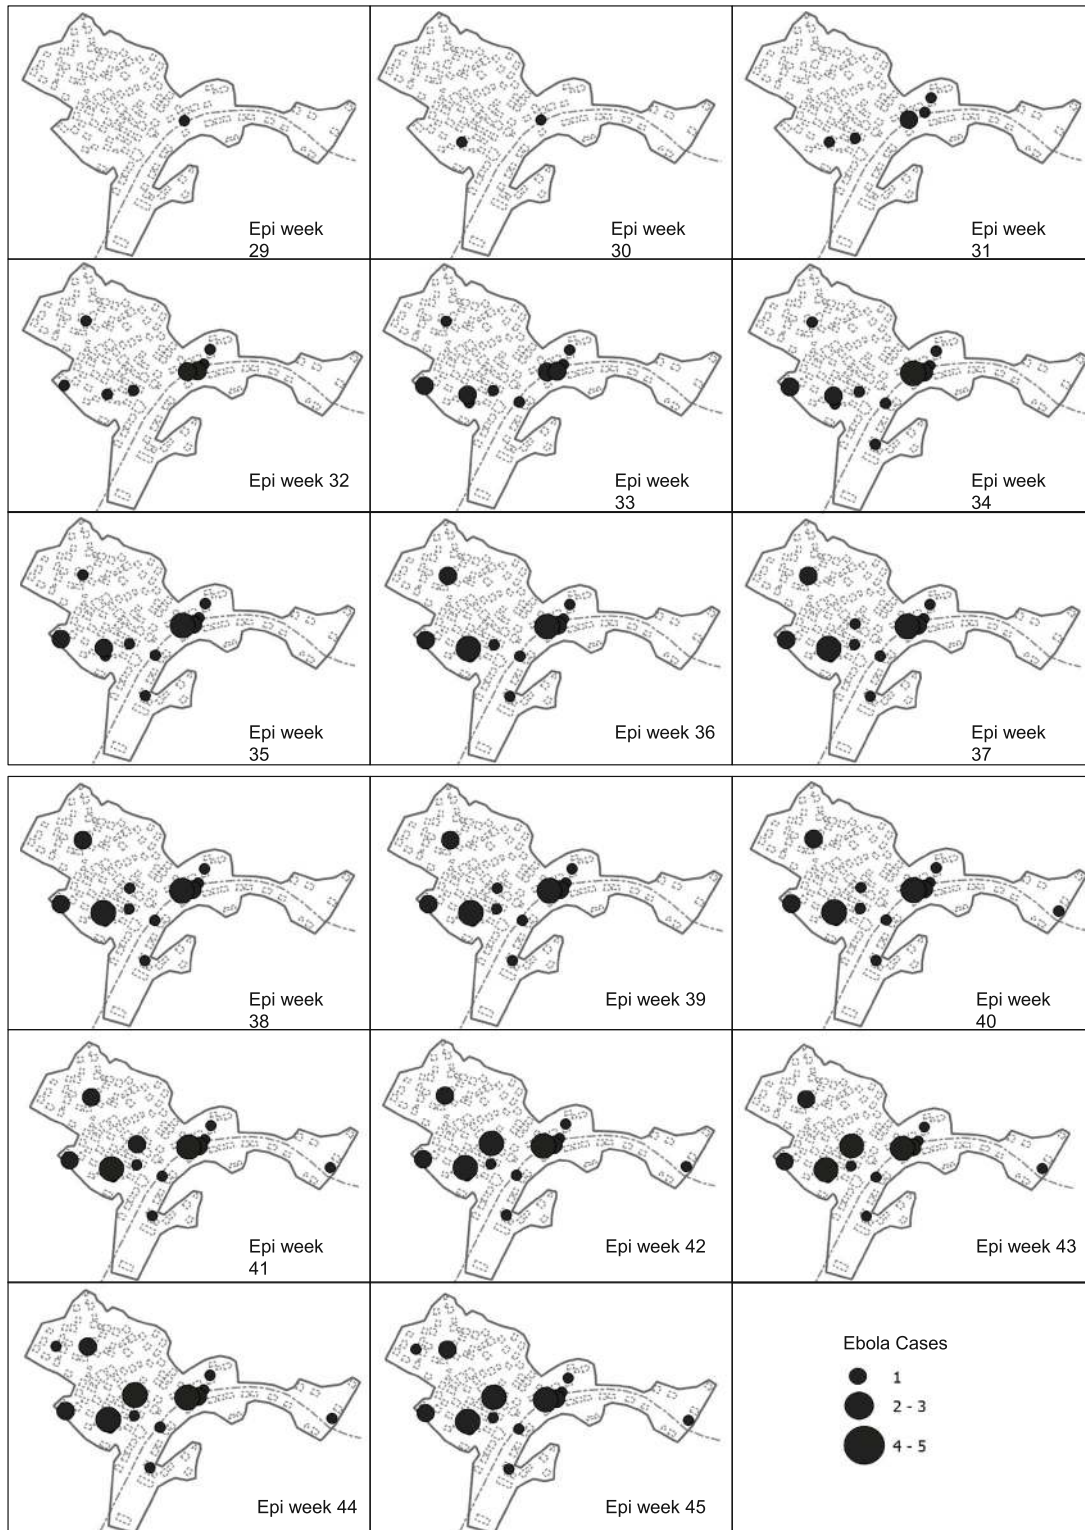 Epi week
29
Epi week
30
Epi week
31
Epi week 32
Epi week
33
Epi week
34
Epi week
35
Epi week 36
Epi week
37
Epi week
38
Epi week 39
Epi week
40
Epi week
41
Epi week 42
Epi week 43
Epi week 44
Epi week 45
Ebola Cases
1
2 - 3
4 - 5